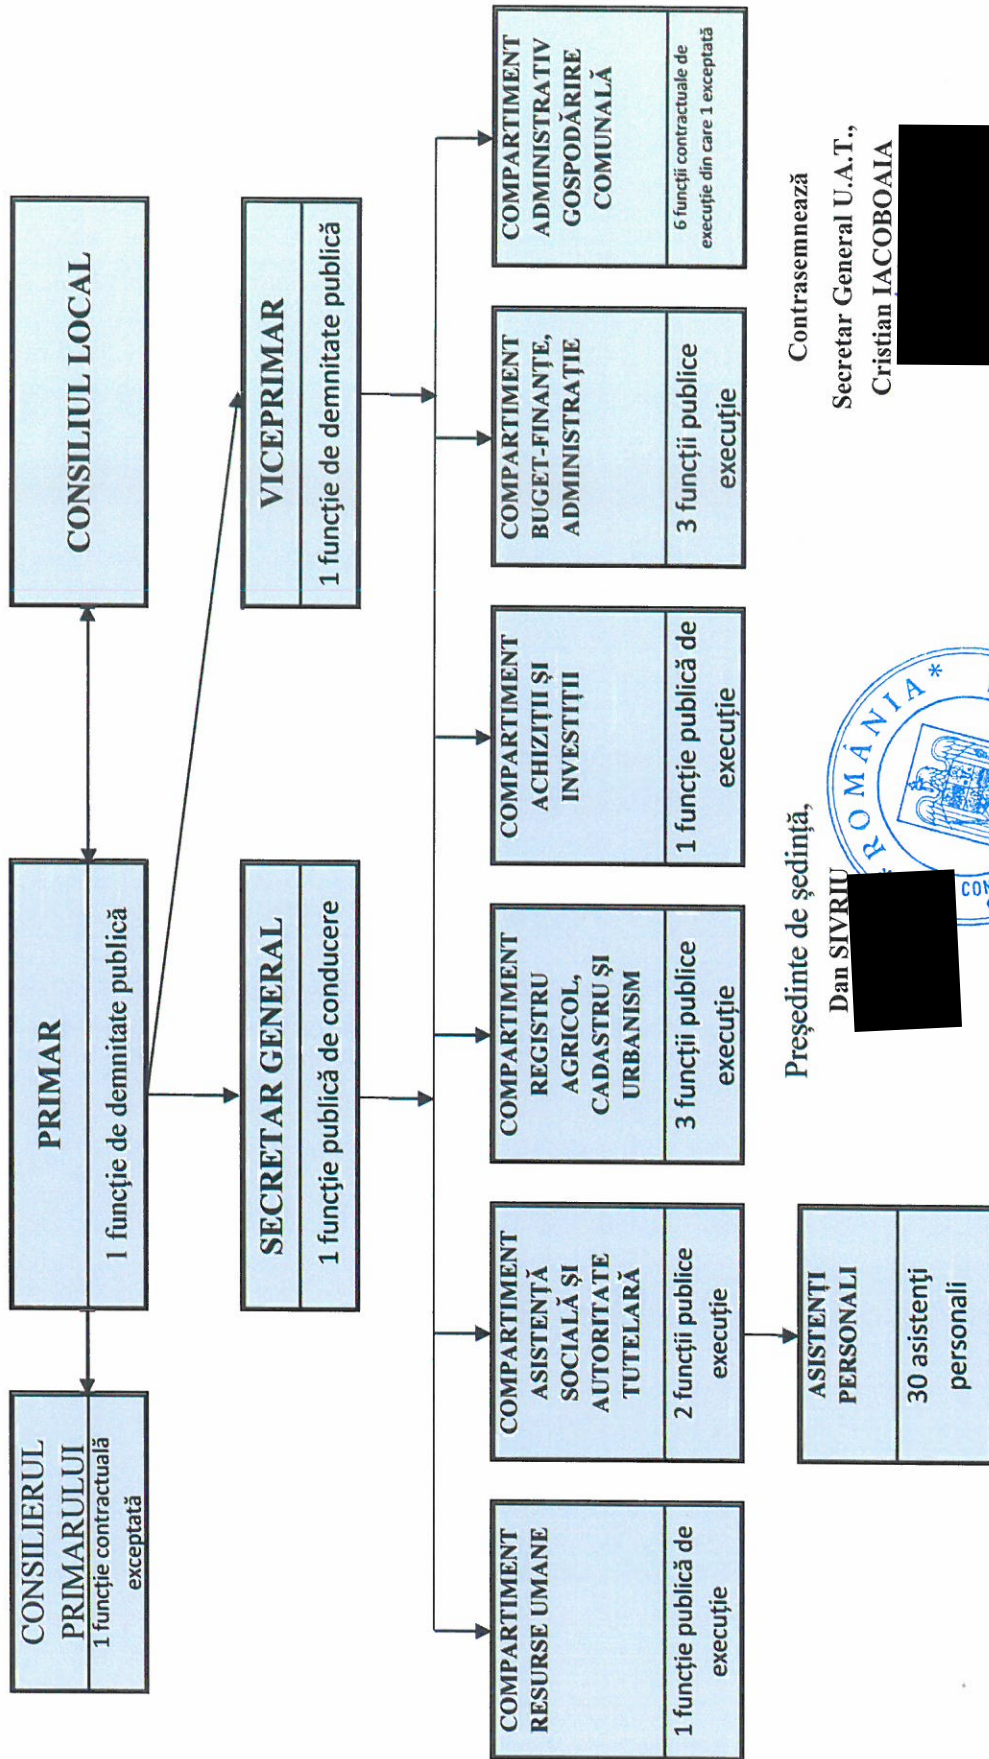 CONSILIERUL
PRIMARULUI
1 funcție contractuală
exceptată
PRIMAR
1 funcție de demnitate publică
CONSILIUL LOCAL
SECRETAR GENERAL
1 funcție publică de conducere
VICEPRIMAR
1 funcție de demnitate publică
COMPARTIMENT
RESURSE UMANE
1 funcție publică de
execuție
COMPARTIMENT
ASISTENȚĂ
SOCIALĂ ȘI
AUTORITATE
TUTELARĂ
2 funcții publice
execuție
COMPARTIMENT
REGISTRU
AGRICOL,
CADASTRU ȘI
URBANISM
3 funcții publice
execuție
COMPARTIMENT
ACHIZIȚII ȘI
INVESTIȚII
1 funcție publică de
execuție
COMPARTIMENT
BUGET-FINANȚE,
ADMINISTRAȚIE
3 funcții publice
execuție
COMPARTIMENT
ADMINISTRATIV
GOSPODĂRIRE
COMUNALĂ
6 funcții contractuale de
execuție din care 1 exceptată
ASISTENȚI
PERSONALI
30 asistenți
personali
Președinte de ședință,
Dan SIVRIU
* ROMÂNIA *
CON
Contrasemnează
Secretar General U.A.T.,
Cristian IACOBOAIA